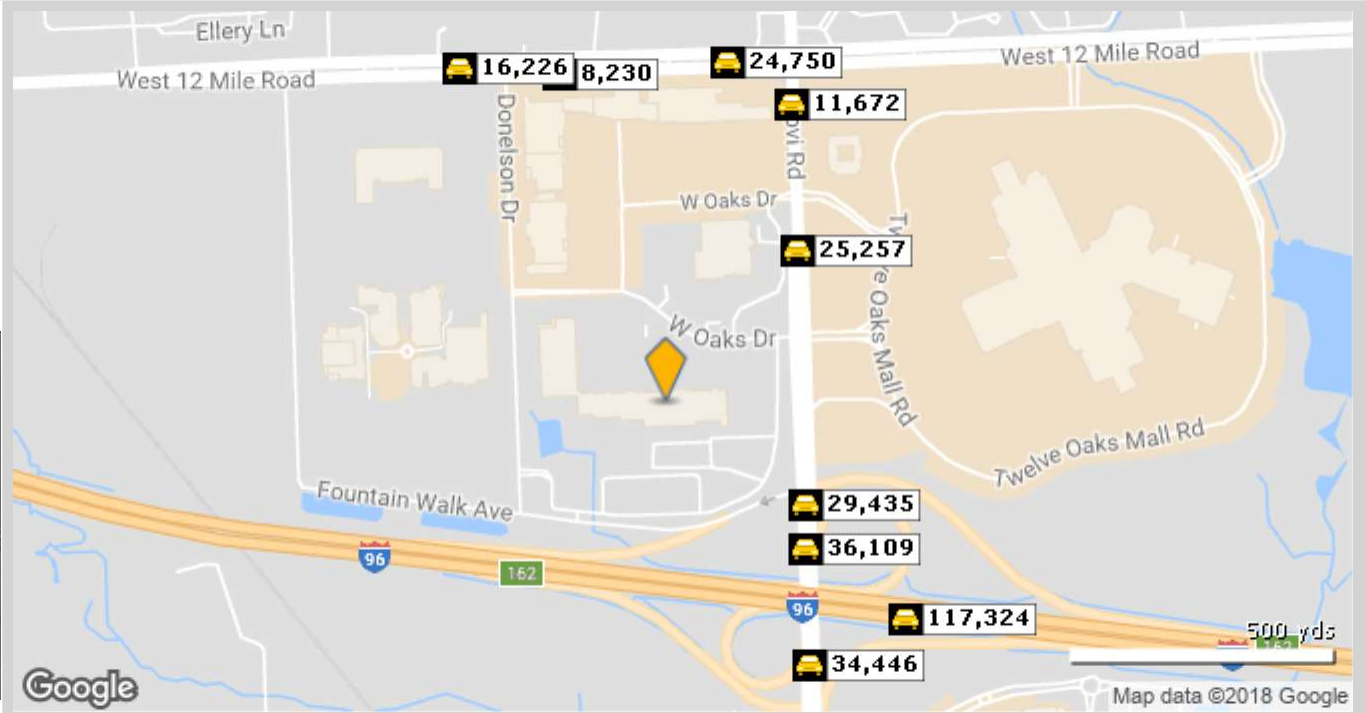 Ellery Ln
West 12 Mile Road
16,226
8,230
24,750
West 12 Mile Road
11,672
Donelson Dr
ovi Rd
W Oaks Dr
25,257
W Oaks Dr
Oaks Mall Rd
Twelve Oaks Mall Rd
Fountain Walk Ave
29,435
36,109
96
162
96
117,324
500 yds
34,446
Google
Map data ©2018 Google